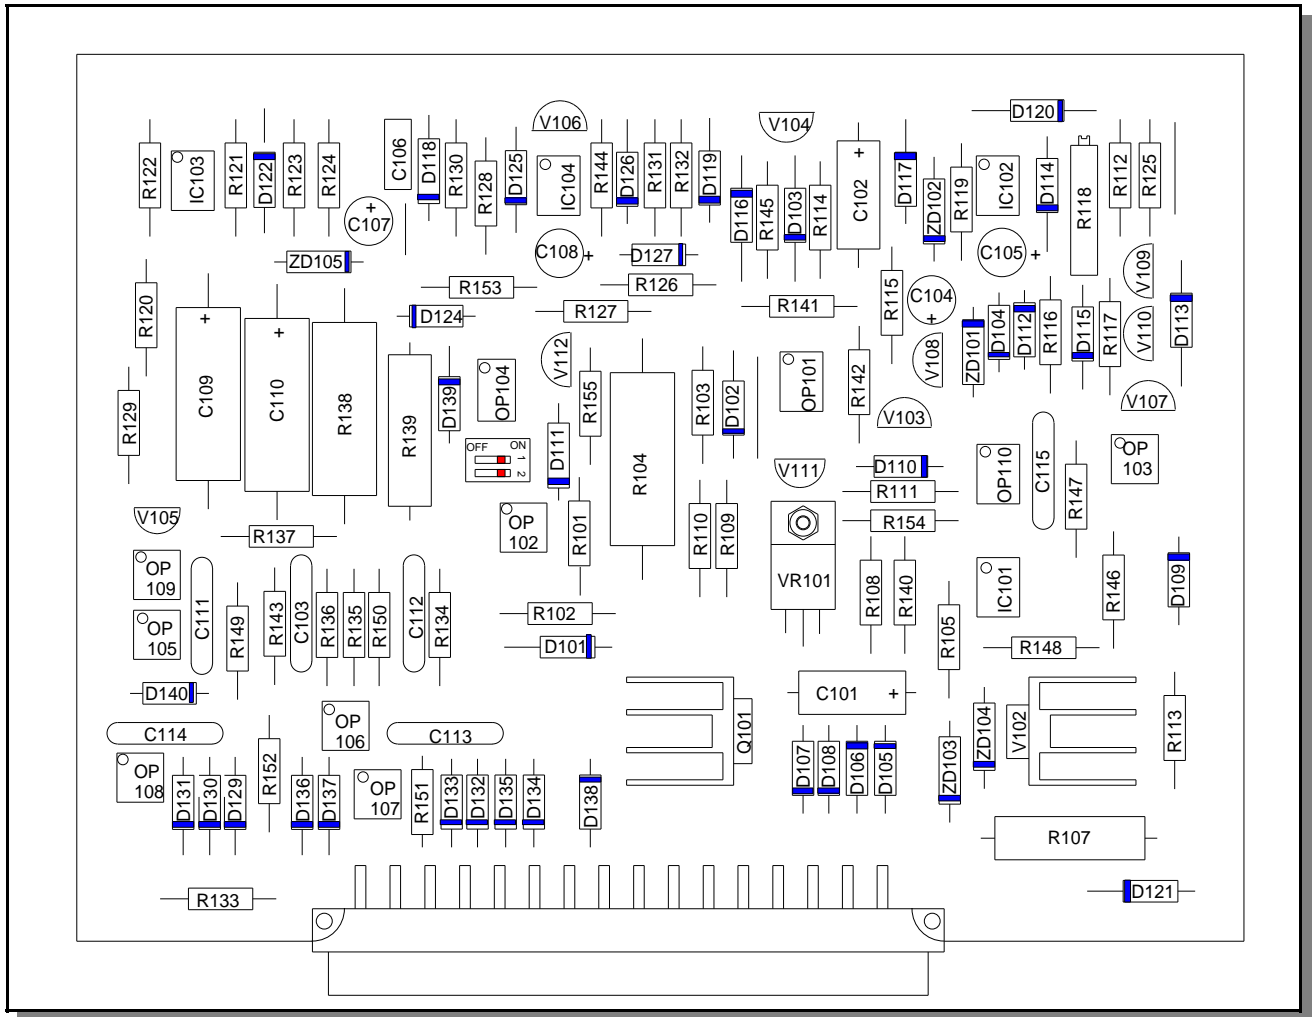 D120
V106
V104
R122
IC103
R121
D122
R123
R124
C106
D118
R130
R128
D125
IC104
R144
D126
R131
R132
D119
D116
R145
D103
R114
+
C102
D117
ZD102
R119
IC102
D114
R118
R112
R125
+
C107
C108
+
D127
C105
+
V109
ZD105
R153
R126
R127
R141
R115
C104
+
D113
R120
D124
+
C109
+
C110
R138
R139
V112
V108
ZD101
D104
D112
R116
D115
R117
V110
D139
OP104
R155
R104
R103
D102
OP101
R142
V107
R129
V103
OFF ON
1
2
D111
V111
D110
R111
R154
OP110
C115
R147
OP
103
V105
R137
OP
102
R101
R110
R109
VR101
OP
109
C111
R149
R143
C103
R136
R135
R150
C112
R134
R108
R140
IC101
R146
D109
OP
105
R102
D101
R105
R148
D140
C101 +
C114
OP
106
C113
Q101
ZD104
V102
R113
OP
108
D131
D130
D129
R152
D136
D137
OP
107
R151
D133
D132
D135
D134
D138
D107
D108
D106
D105
ZD103
R107
R133
D121